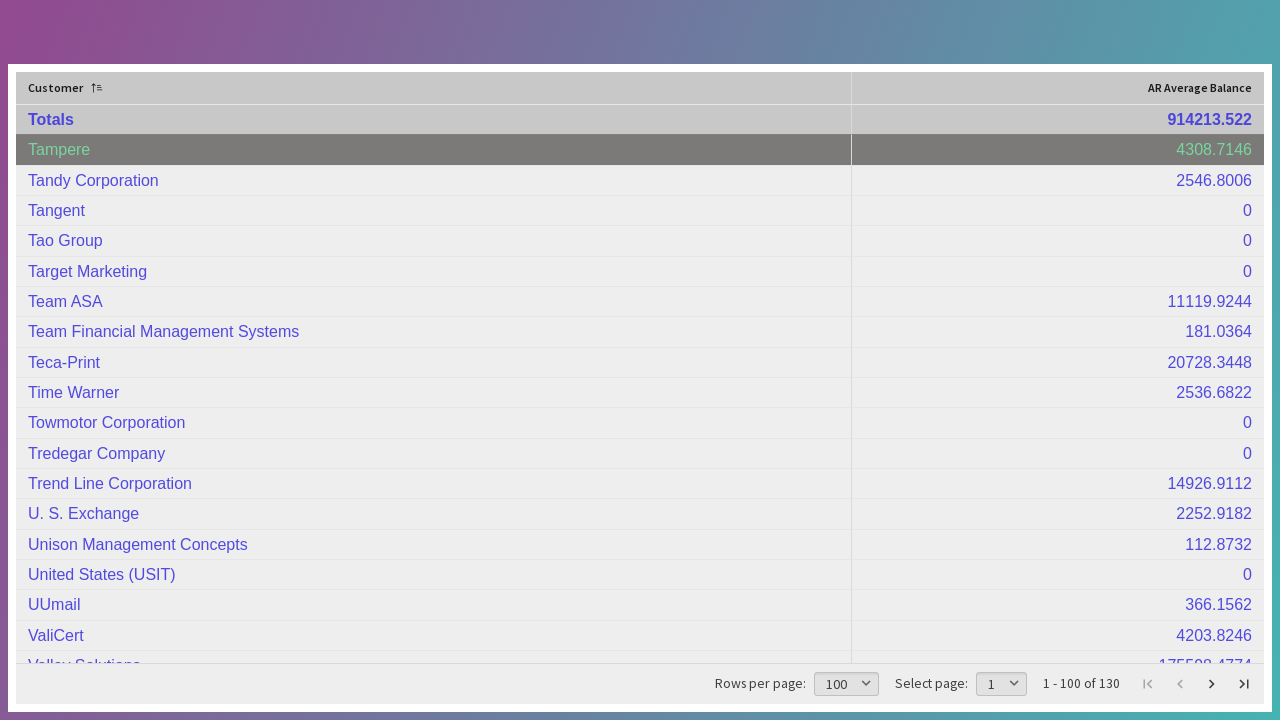 Customer AR Average Balance
Totals 914213.522
Tampere 4308.7146
Tandy Corporation 2546.8006
Tangent 0
Tao Group 0
Target Marketing 0
Team ASA 11119.9244
Team Financial Management Systems 181.0364
Teca-Print 20728.3448
Time Warner 2536.6822
Towmotor Corporation 0
Tredegar Company 0
Trend Line Corporation 14926.9112
U. S. Exchange 2252.9182
Unison Management Concepts 112.8732
United States (USIT) 0
UUmail 366.1562
ValiCert 4203.8246
Valley Solutions 175508.4774
Rows per page: 100 Select page: 1 1 - 100 of 130